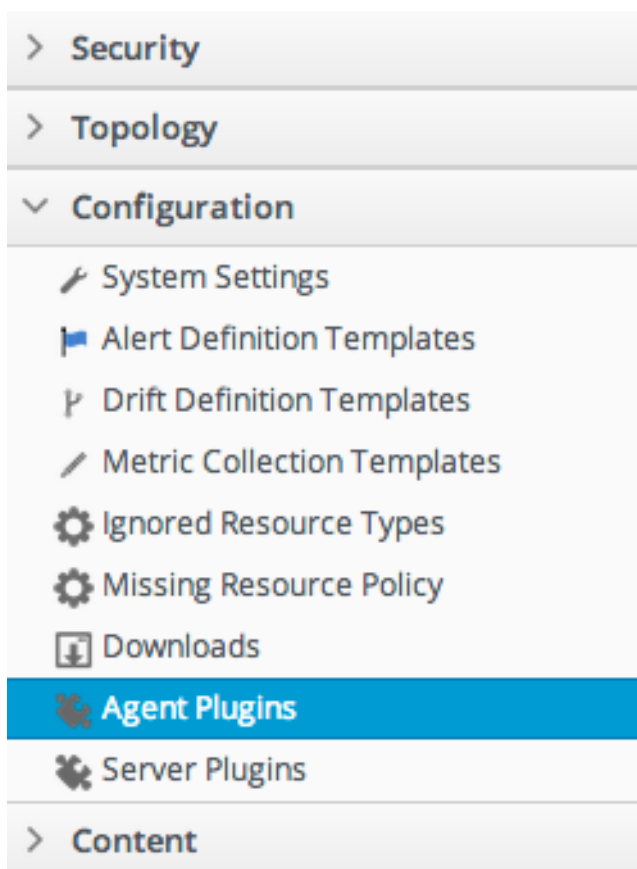 Security
Topology
Configuration
System Settings
Alert Definition Templates
Drift Definition Templates
Metric Collection Templates
Ignored Resource Types
Missing Resource Policy
Downloads
Agent Plugins
Server Plugins
Content